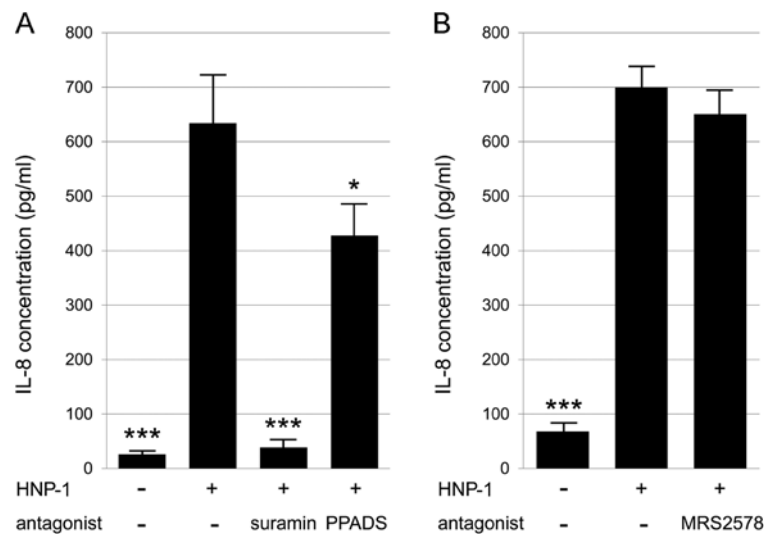 A
800
700
600
500
400
300
200
100
0
IL-8 concentration (pg/ml)
***
***
*
HNP-1 - + + +
antagonist - - suramin PPADS
B
800
700
600
500
400
300
200
100
0
IL-8 concentration (pg/ml)
***
HNP-1 - + +
antagonist - - MRS2578